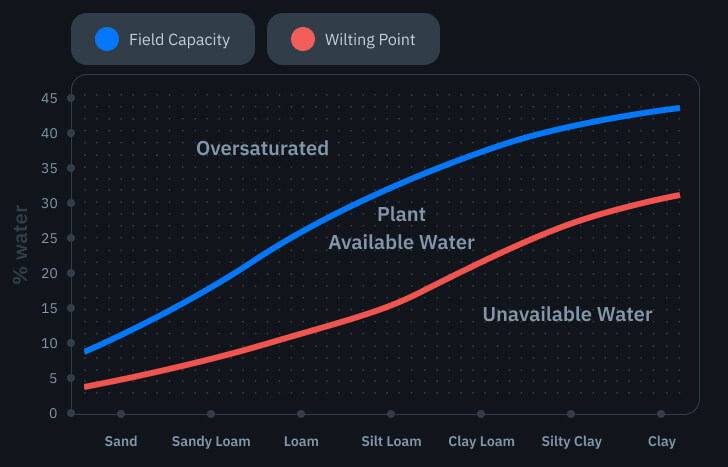 Field Capacity
Wilting Point
% water
45
40
35
30
25
20
15
10
5
0
Oversaturated
Plant
Available Water
Unavailable Water
Sand Sandy Loam Loam Silt Loam Clay Loam Silty Clay Clay